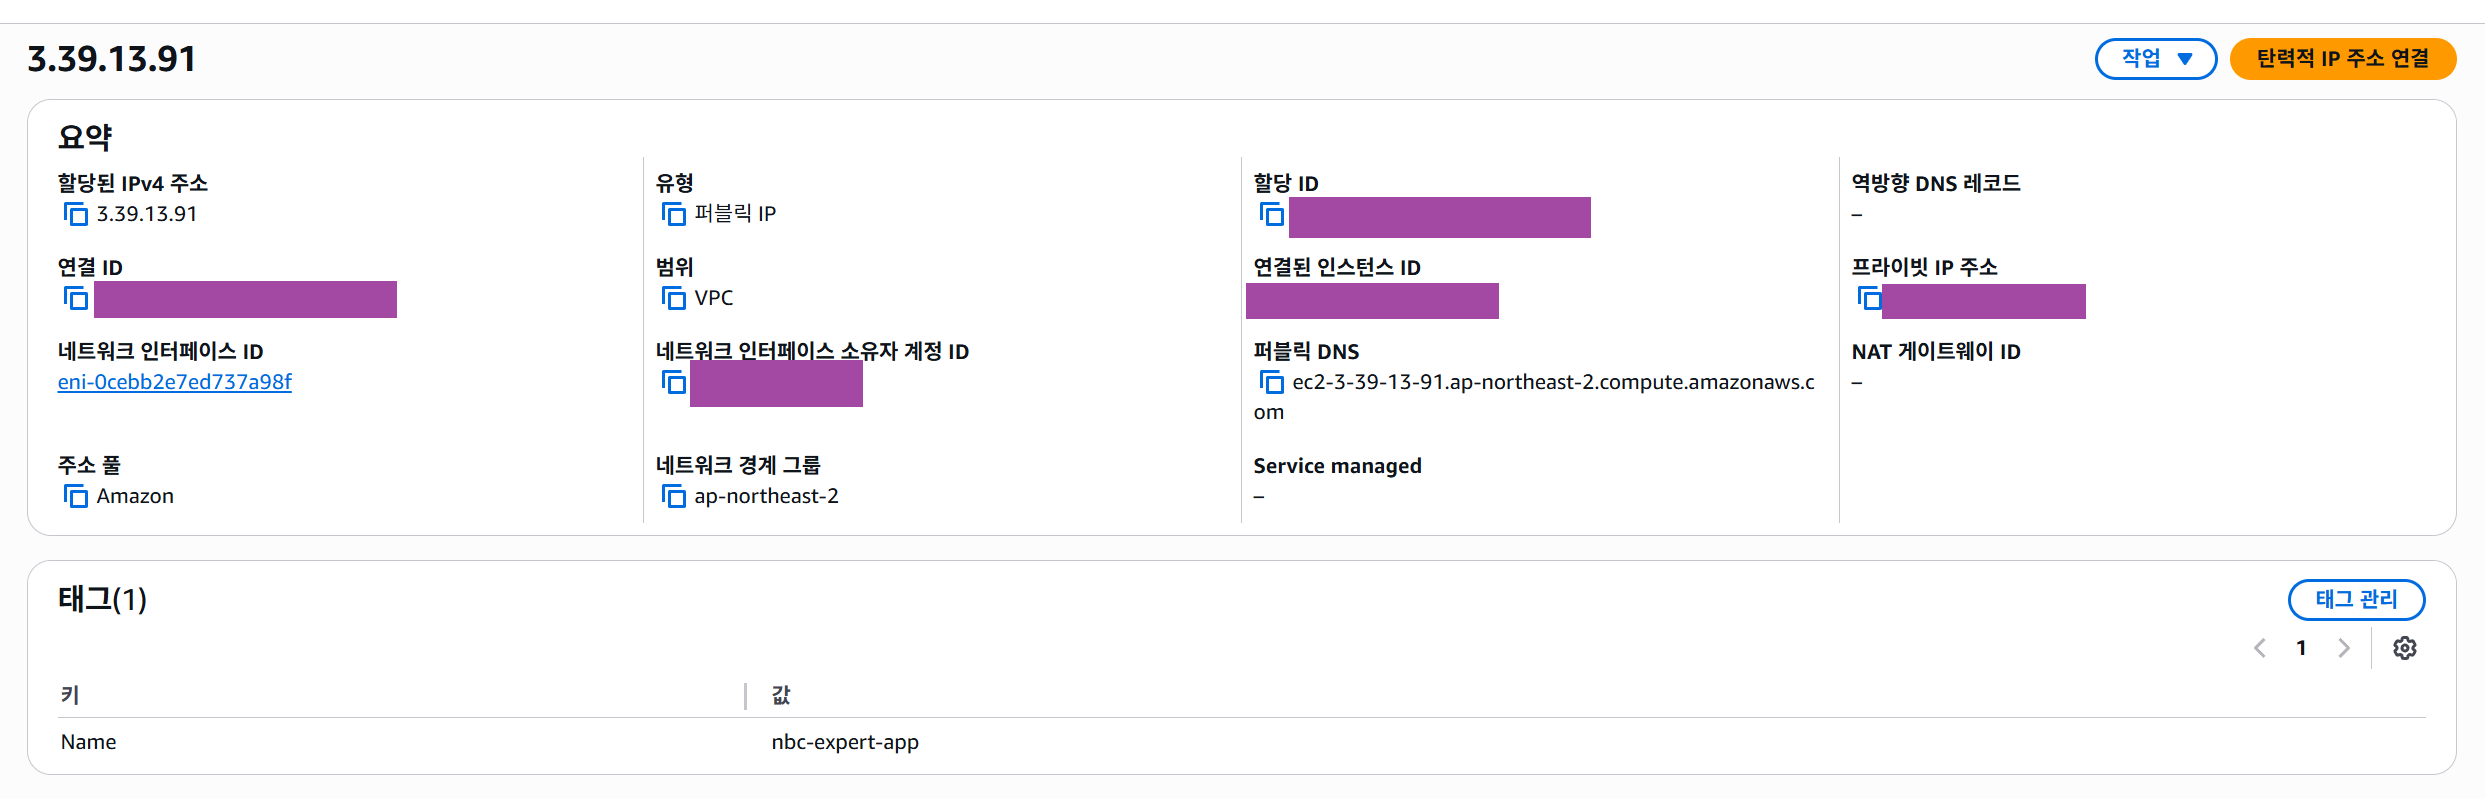 3.39.13.91
작업
탄력적 IP 주소 연결
요약
할당된 IPv4 주소
3.39.13.91
유형
퍼블릭 IP
할당 ID
역방향 DNS 레코드
–
연결 ID
범위
VPC
연결된 인스턴스 ID
프라이빗 IP 주소
네트워크 인터페이스 ID
eni-0cebb2e7ed737a98f
네트워크 인터페이스 소유자 계정 ID
퍼블릭 DNS
ec2-3-39-13-91.ap-northeast-2.compute.amazonaws.c
om
NAT 게이트웨이 ID
–
주소 풀
Amazon
네트워크 경계 그룹
ap-northeast-2
Service managed
–
태그(1)
태그 관리
1
키
값
Name
nbc-expert-app